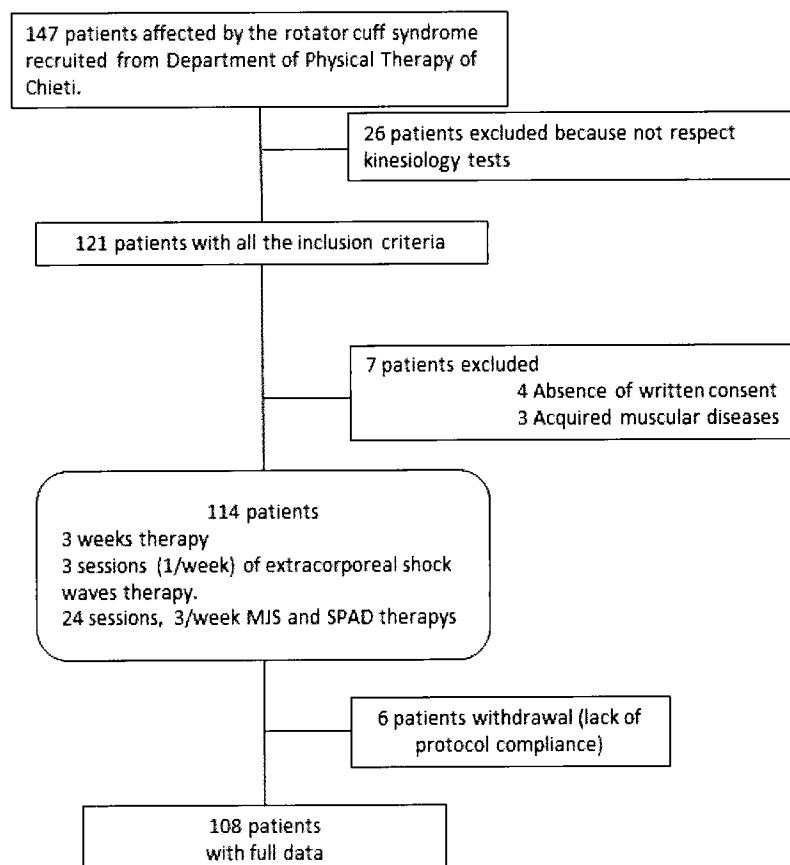 147 patients affected by the rotator cuff syndrome
recruited from Department of Physical Therapy of
Chieti.
26 patients excluded because not respect
kinesiology tests
121 patients with all the inclusion criteria
7 patients excluded
4 Absence of written consent
3 Acquired muscular diseases
114 patients
3 weeks therapy
3 sessions (1/week) of extracorporeal shock
waves therapy.
24 sessions, 3/week MJS and SPAD therapys
6 patients withdrawal (lack of
protocol compliance)
108 patients
with full data